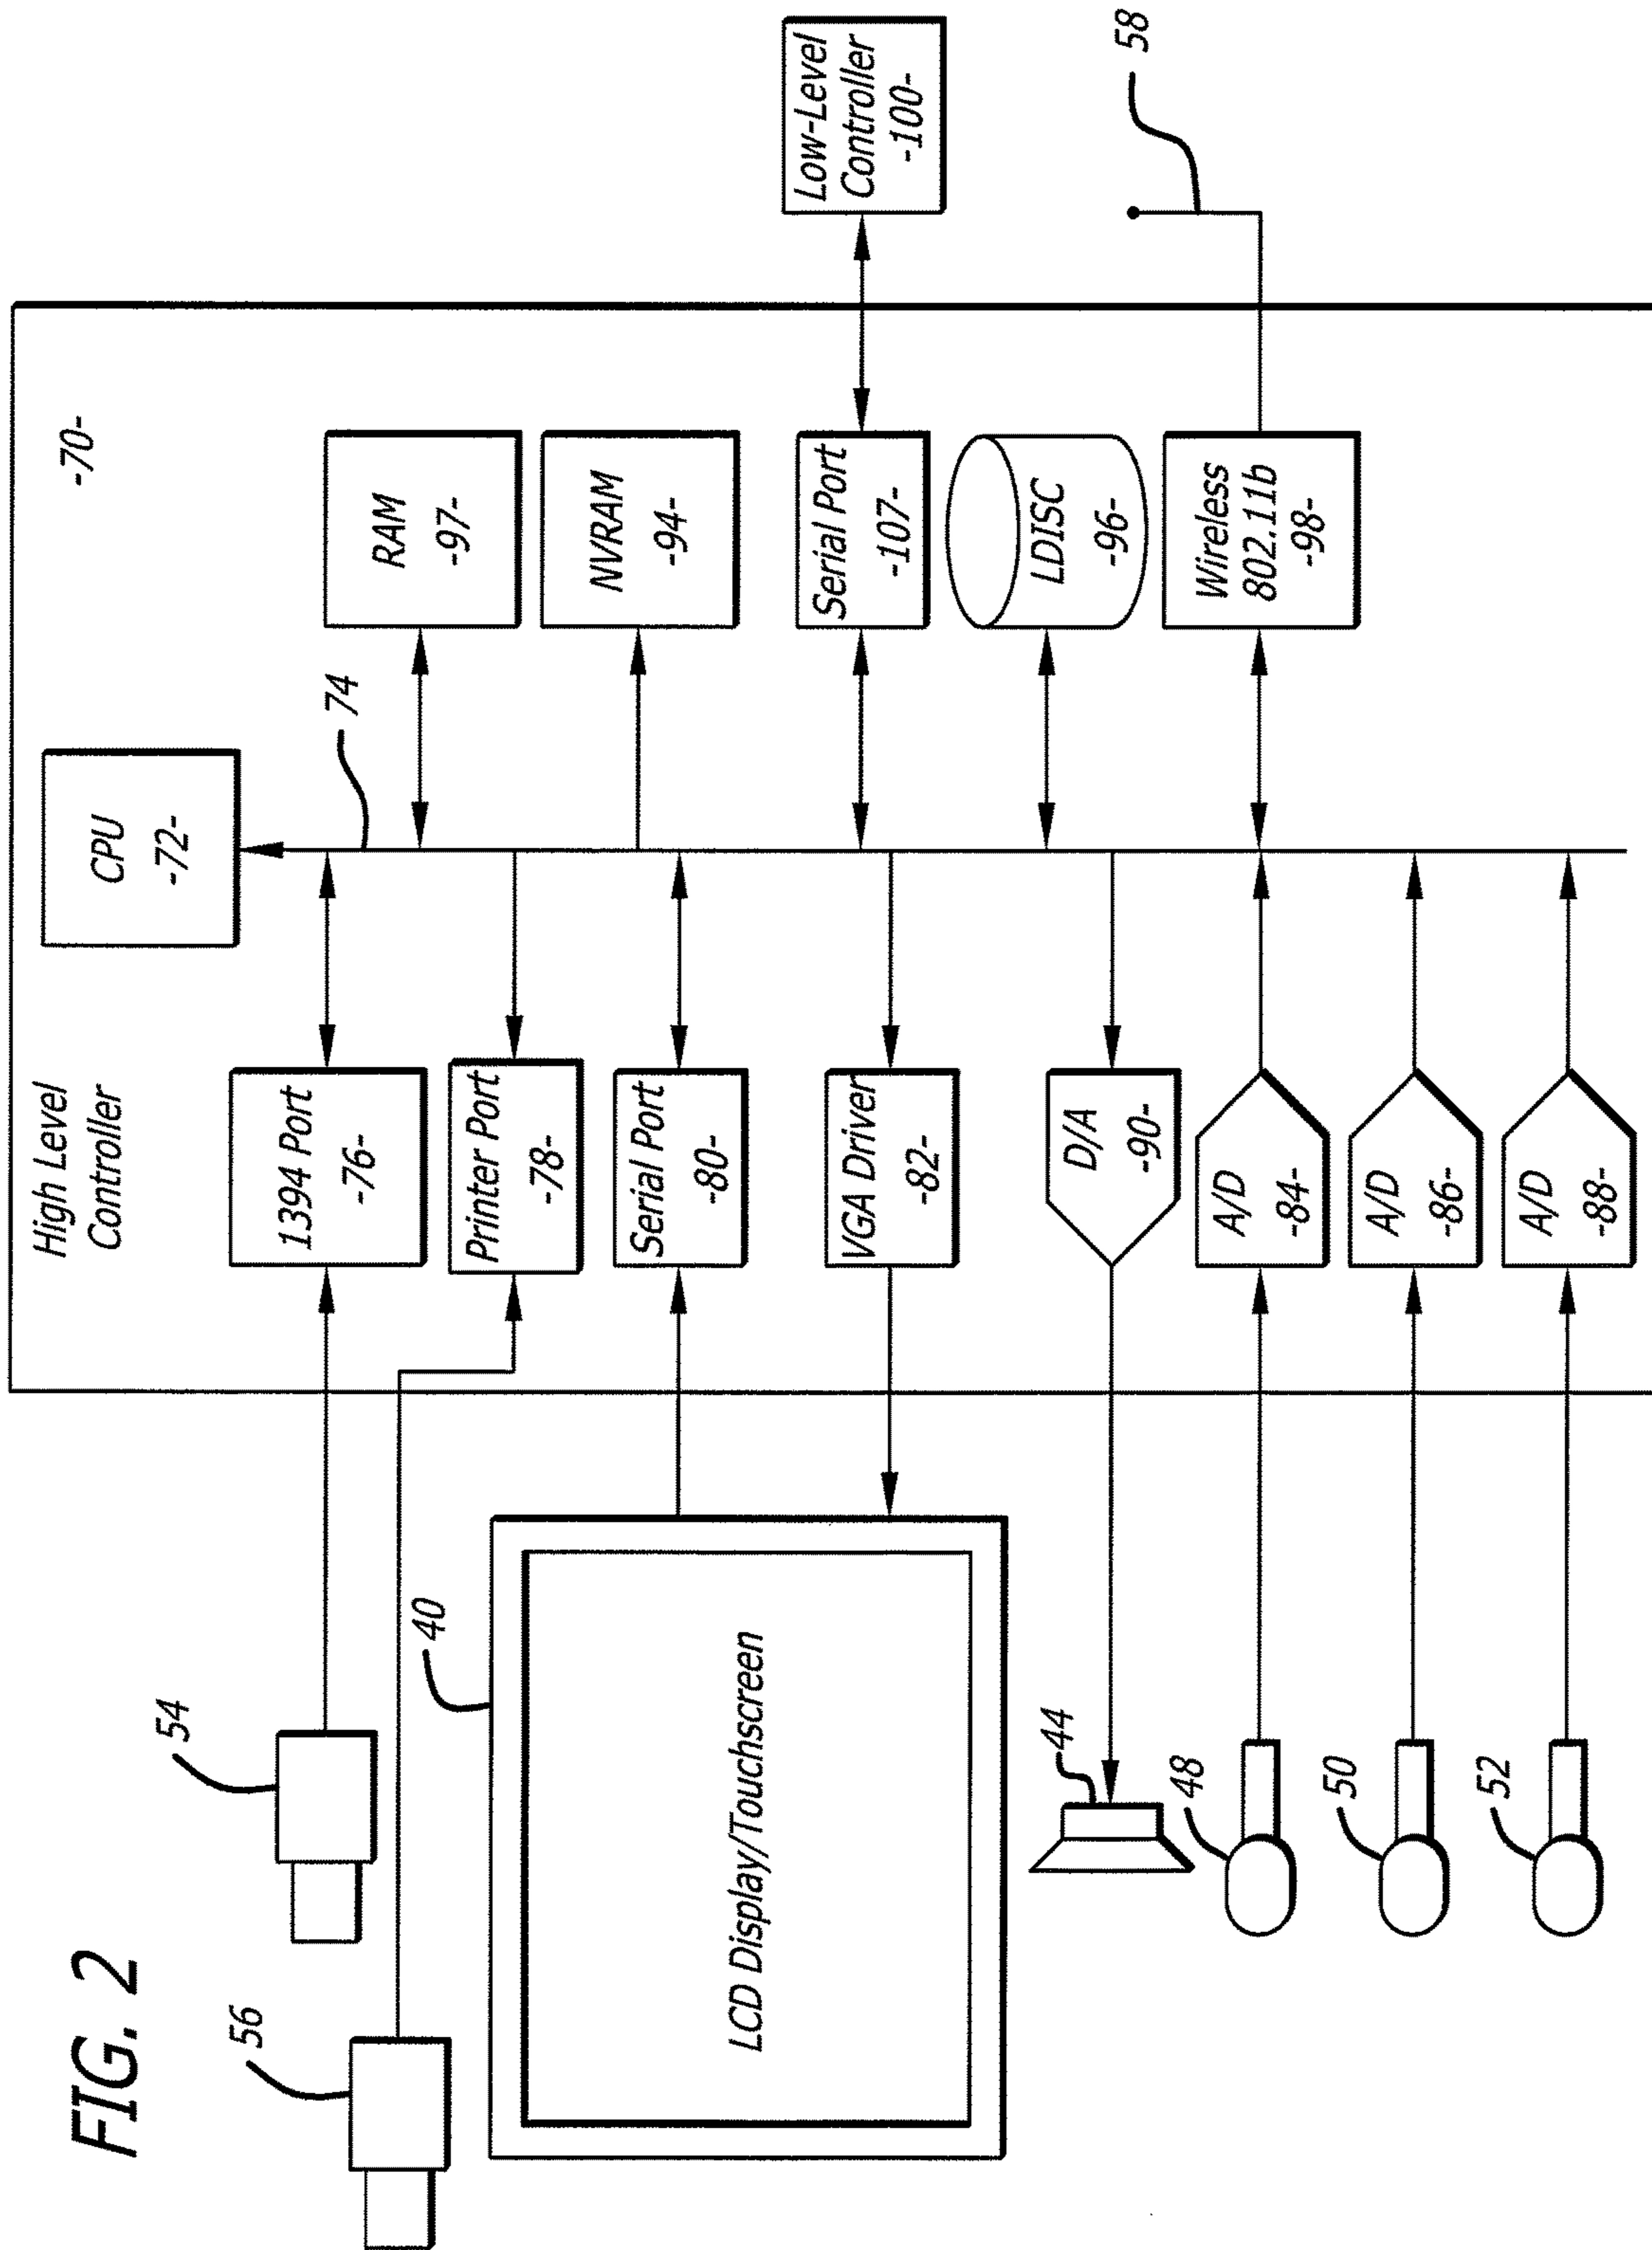 FIG. 2
High Level
Controller
-70-
CPU
-72-
74
54
56
1394 Port
-76-
Printer Port
-78-
Serial Port
-80-
VGA Driver
-82-
D/A
-90-
A/D
-84-
A/D
-86-
A/D
-88-
RAM
-97-
NVRAM
-94-
Serial Port
-107-
LDISC
-96-
Wireless
802.11b
-98-
Low-Level
Controller
-100-
58
40
LCD Display/Touchscreen
44
48
50
52